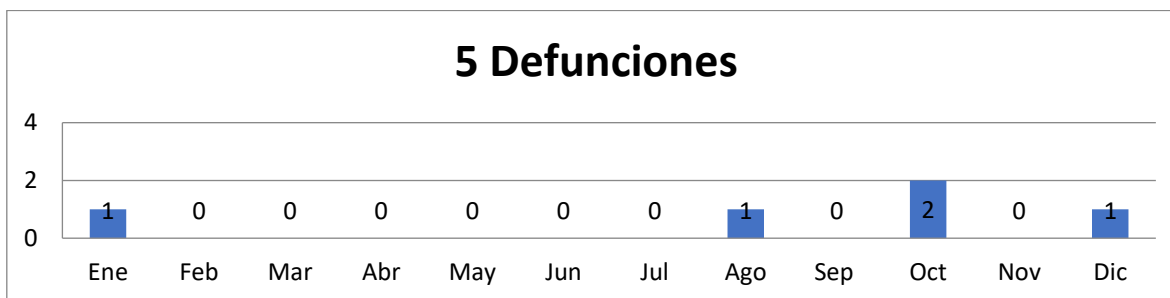 5 Defunciones
4
2
0
1 0 0 0 0 0 0 1 0 2 0 1
Ene Feb Mar Abr May Jun Jul Ago Sep Oct Nov Dic